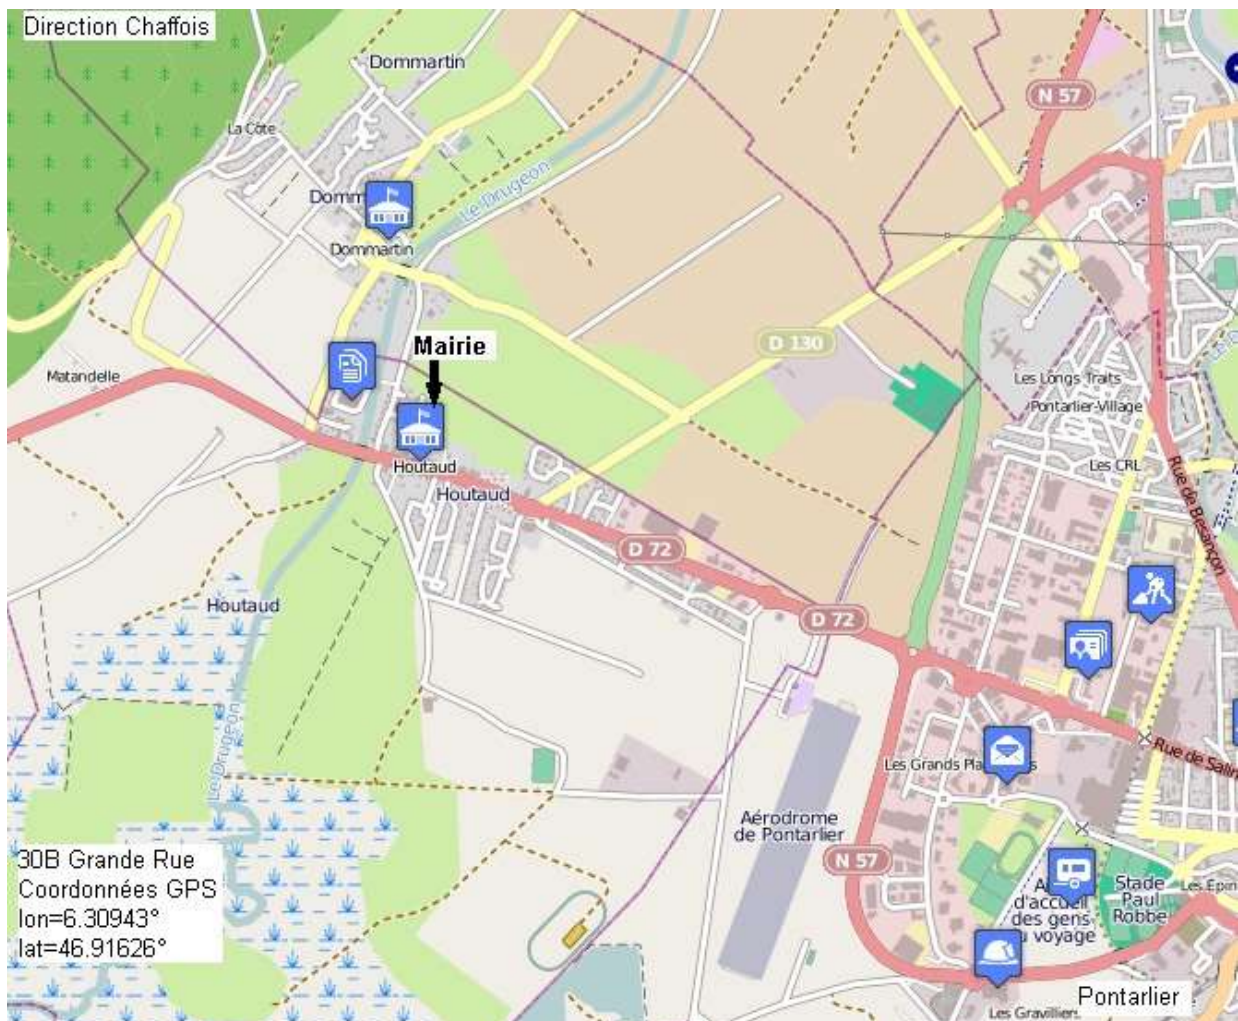 Direction Chaffois
Dommartin
N 57
La Côte
Le Drugeon
Domm
Dommartin
D 130
Mairie
Matandelle
Les Longs Traits
Pontarlier-Village
Houtaud
Les CRL
Houtaud
Rue de Besançon
D 72
Houtaud
D 72
Le Drugeon
Rue de Salin
Les Grands Pla
s
Aérodrome
de Pontarlier
30B Grande Rue
Coordonnées GPS
lon=6.30943°
lat=46.91626°
N 57
A
d'accueil
des gens
u voyage
Stade
Paul
Robbe
Les Epin
Pontarlier
Les Gravilliers